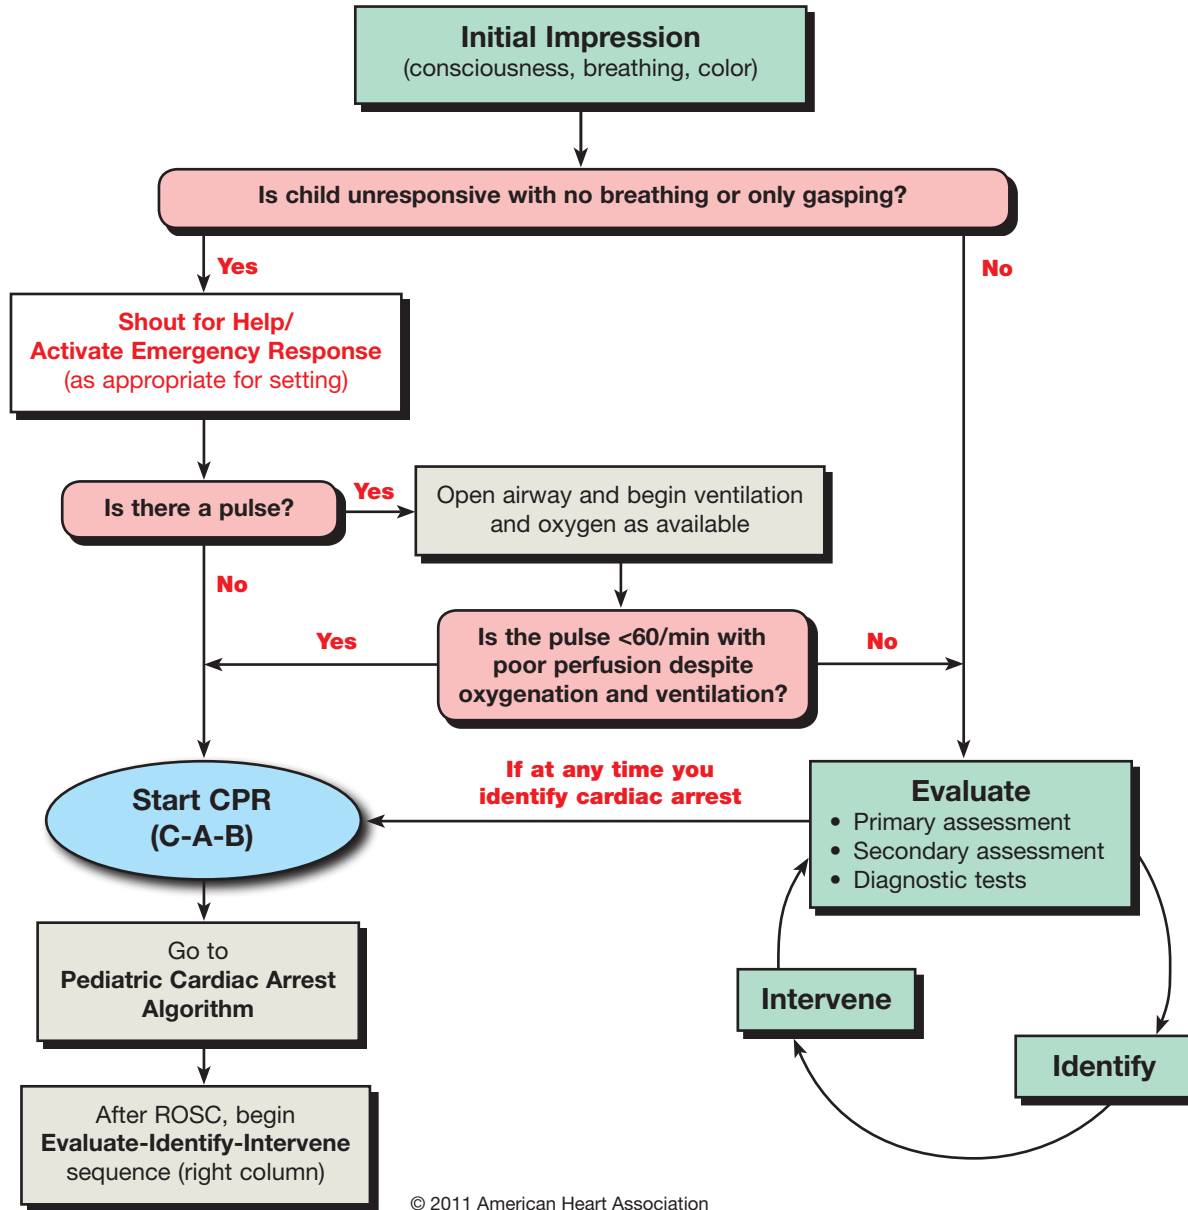 Initial Impression
(consciousness, breathing, color)
Is child unresponsive with no breathing or only gasping?
Yes
No
Shout for Help/
Activate Emergency Response
(as appropriate for setting)
Is there a pulse?
Yes
Open airway and begin ventilation
and oxygen as available
No
Yes
Is the pulse <60/min with
poor perfusion despite
oxygenation and ventilation?
No
Start CPR
(C-A-B)
If at any time you
identify cardiac arrest
Evaluate
• Primary assessment
• Secondary assessment
• Diagnostic tests
Go to
Pediatric Cardiac Arrest
Algorithm
Intervene
Identify
After ROSC, begin
Evaluate-Identify-Intervene
sequence (right column)
© 2011 American Heart Association